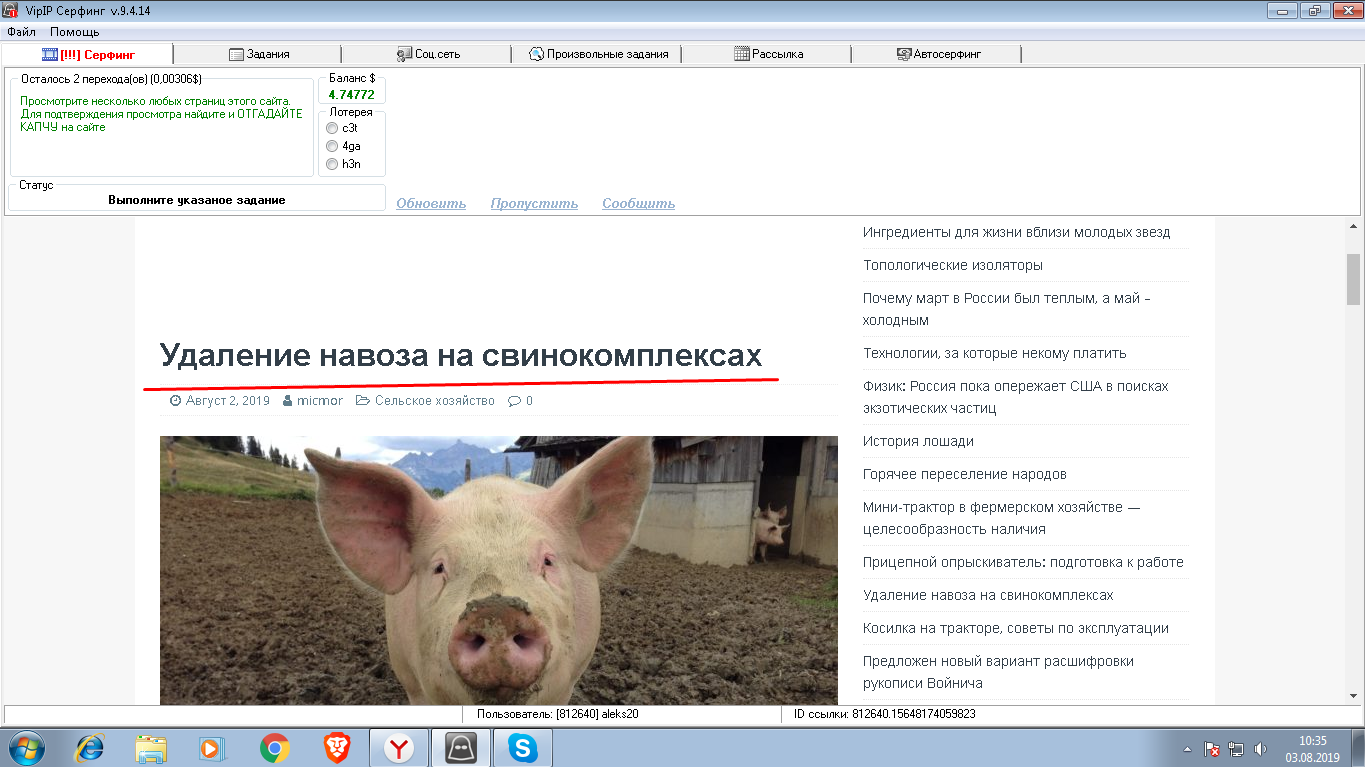 VipIP Серфинг v.9.4.14
Файл Помощь
[!!!] Серфинг
Задания
Соц.сеть
Произвольные задания
Рассылка
Автосерфинг
Осталось 2 перехода(ов) (0,00306$)
Просмотрите несколько любых страниц этого сайта.
Для подтверждения просмотра найдите и ОТГАДАЙТЕ
КАПЧУ на сайте
Баланс $
4.74772
Лотерея
c3t
4ga
h3n
Статус
Выполните указаное задание
Обновить Пропустить Сообщить
Удаление навоза на свинокомплексах
Август 2, 2019 micmor Сельское хозяйство 0
Ингредиенты для жизни вблизи молодых звезд
Топологические изоляторы
Почему март в России был теплым, а май –
холодным
Технологии, за которые некому платить
Физик: Россия пока опережает США в поисках
экзотических частиц
История лошади
Горячее переселение народов
Мини-трактор в фермерском хозяйстве —
целесообразность наличия
Прицепной опрыскиватель: подготовка к работе
Удаление навоза на свинокомплексах
Косилка на тракторе, советы по эксплуатации
Предложен новый вариант расшифровки
рукописи Войнича
Пользователь: [812640] aleks20
ID ссылки: 812640.15648174059823
10:35
03.08.2019